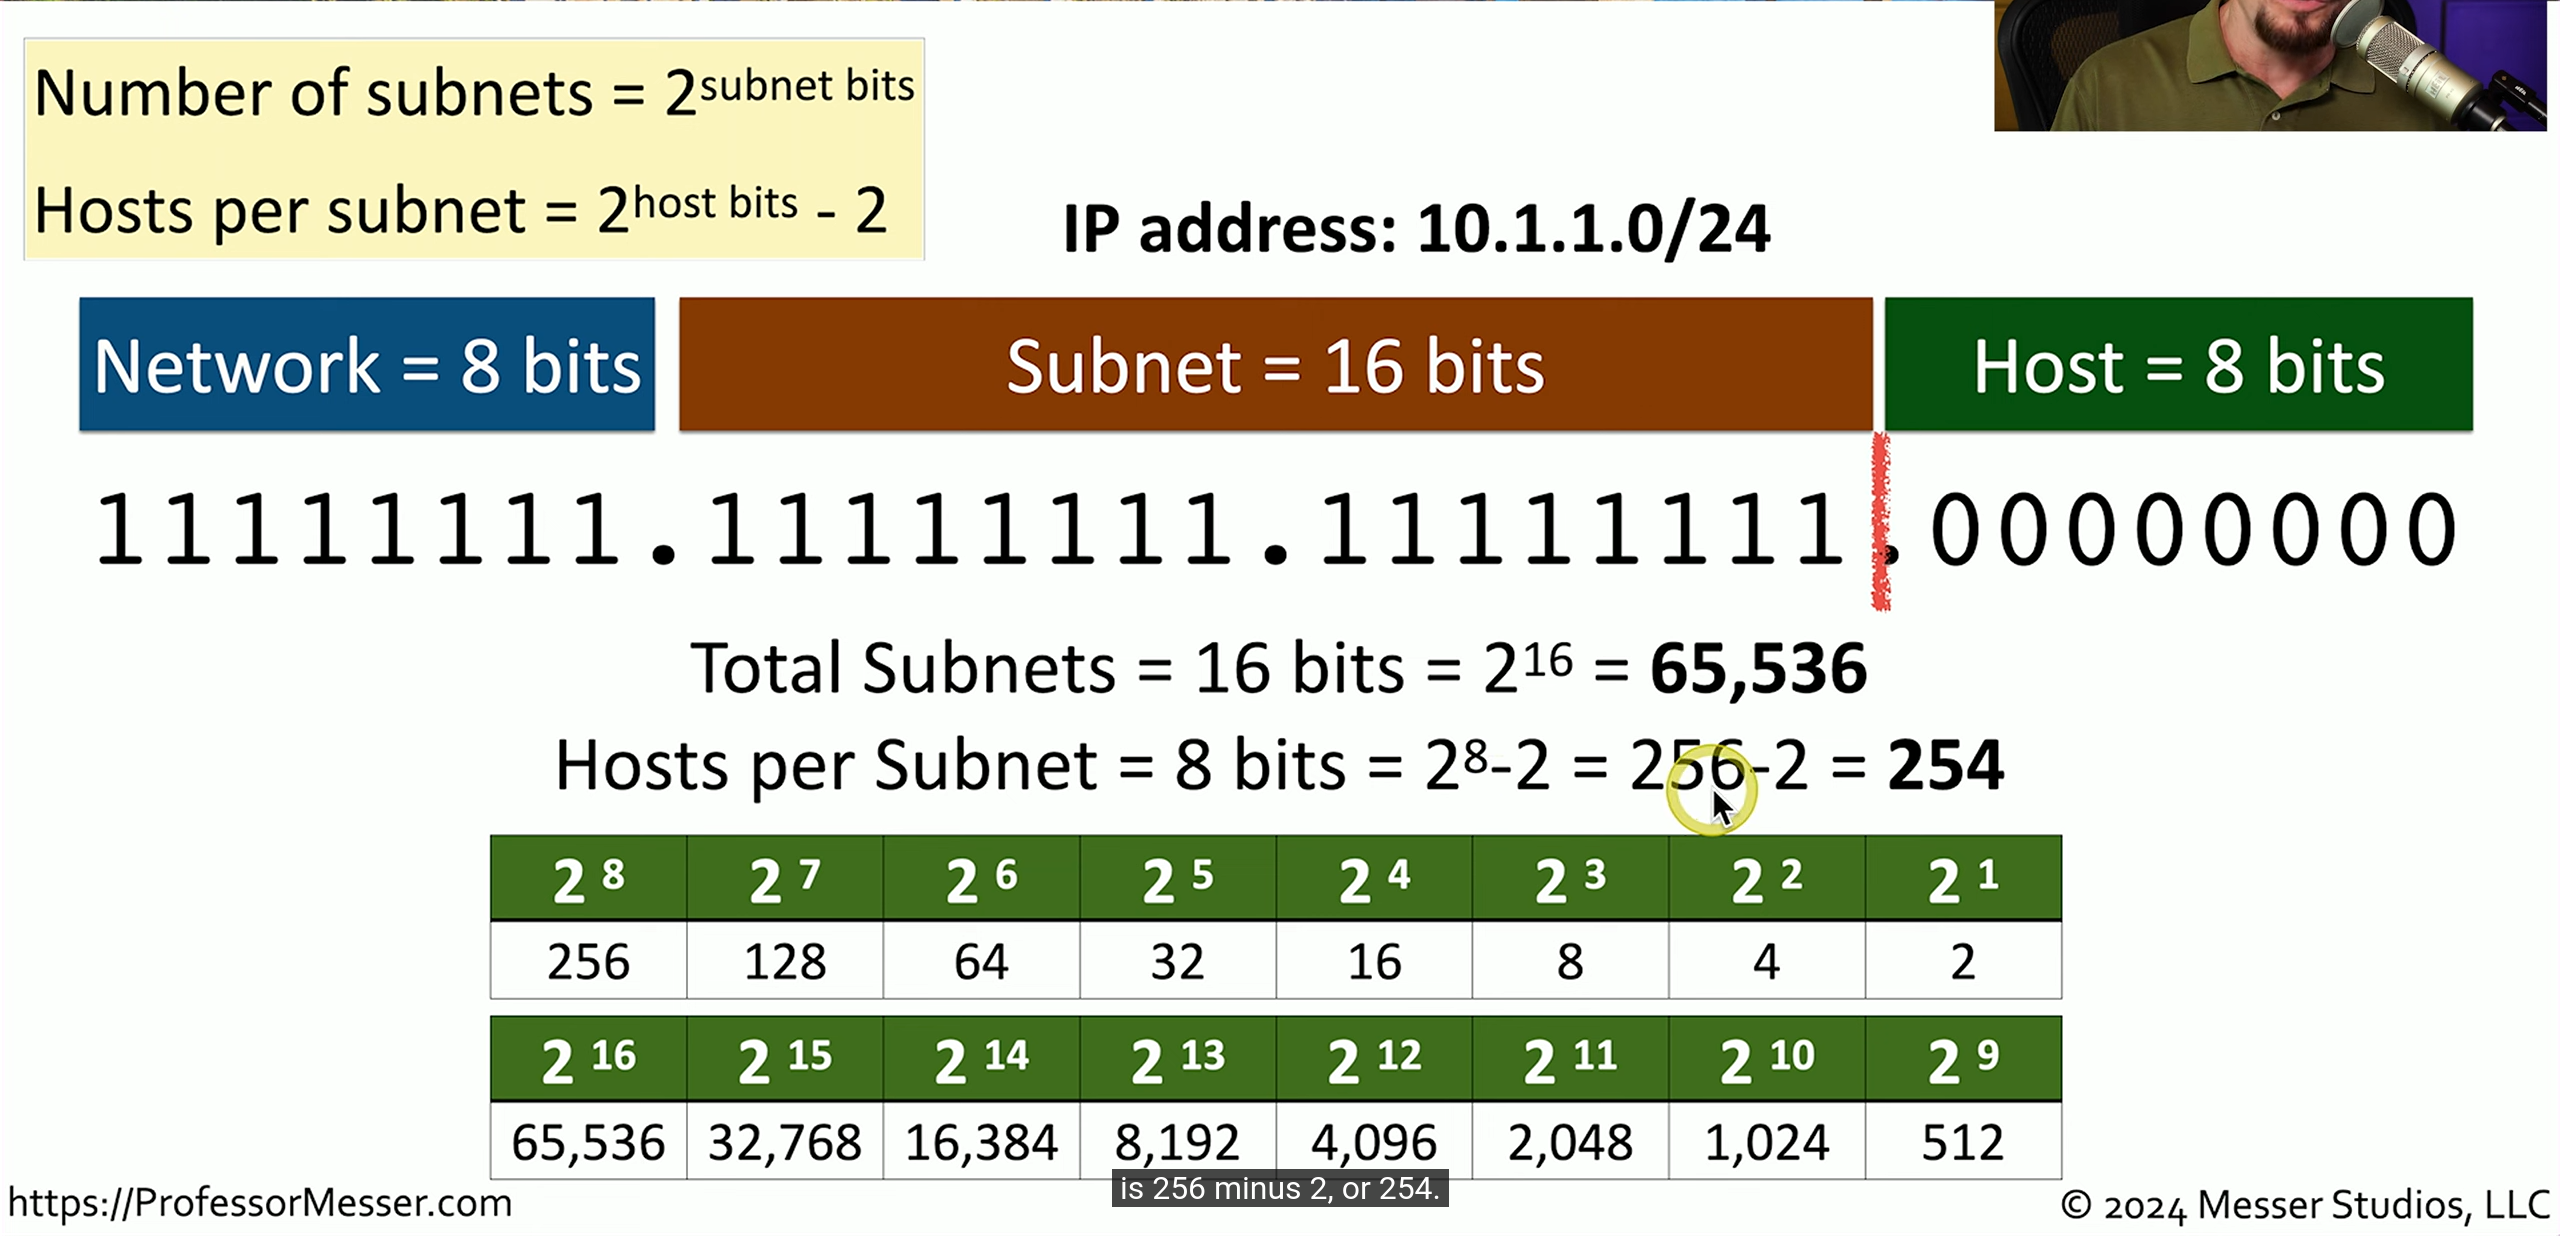 Number of subnets = 2^subnet bits
Hosts per subnet = 2^host bits - 2
IP address: 10.1.1.0/24
Network = 8 bits Subnet = 16 bits Host = 8 bits
11111111.11111111.11111111.00000000
Total Subnets = 16 bits = 2^16 = 65,536
Hosts per Subnet = 8 bits = 2^8-2 = 256-2 = 254
2^8 2^7 2^6 2^5 2^4 2^3 2^2 2^1
256 128 64 32 16 8 4 2
2^16 2^15 2^14 2^13 2^12 2^11 2^10 2^9
65,536 32,768 16,384 8,192 4,096 2,048 1,024 512
is 256 minus 2, or 254.
https://ProfessorMesser.com © 2024 Messer Studios, LLC